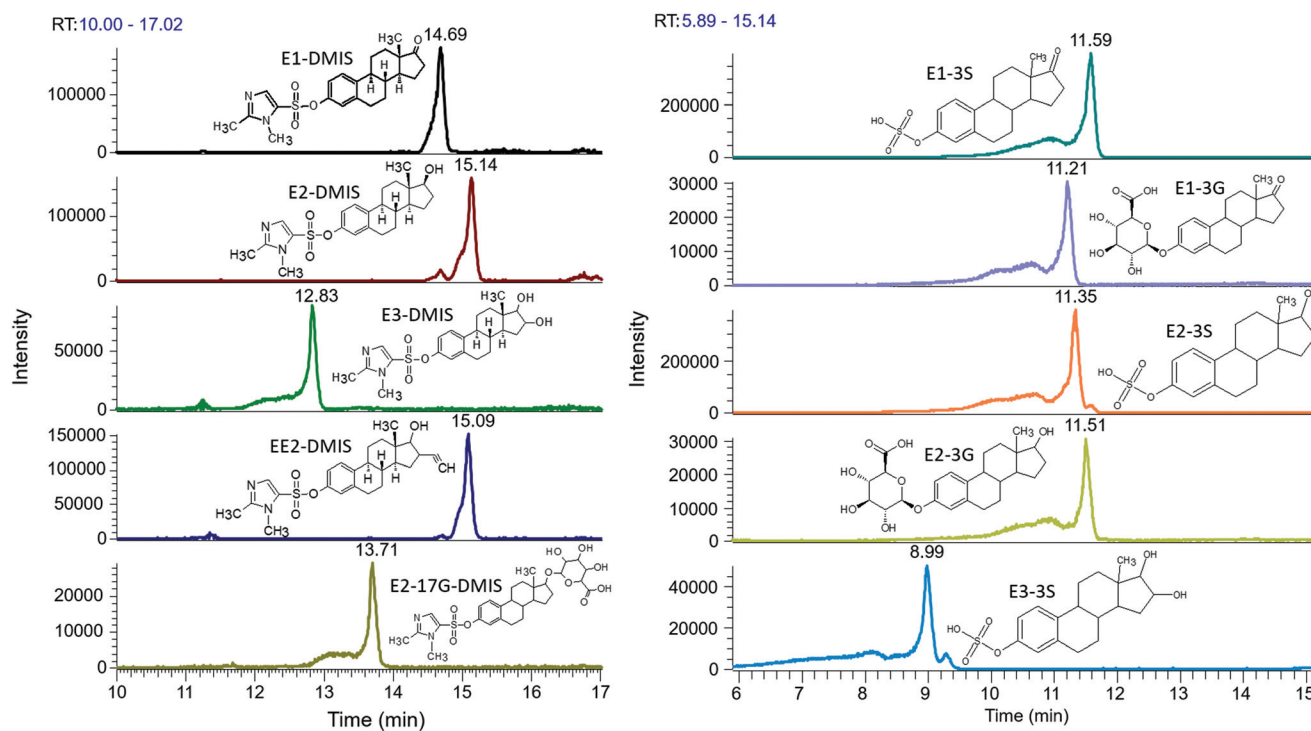 RT:10.00 - 17.02
Intensity
14.69
E1-DMIS
H₃C
O
H
H
H
N
N
H₃C
CH3
S
O
O
O
100000
0
15.14
E2-DMIS
H₃C
OH
H
H
H
N
N
H₃C
CH3
S
O
O
O
100000
0
12.83
E3-DMIS
H₃C
OH
OH
H
H
H
N
N
H₃C
CH3
S
O
O
O
50000
0
15.09
EE2-DMIS
H₃C
OH
CH
H
H
H
N
N
H₃C
CH3
S
O
O
O
150000
100000
50000
0
13.71
E2-17G-DMIS
H₃C
O
OH
OH
OH
O
O
OH
N
N
H₃C
CH3
S
O
O
O
20000
10000
0
10 11 12 13 14 15 16 17
Time (min)
RT:5.89 - 15.14
Intensity
11.59
E1-3S
CH₃
O
HO
S
O
O
O
200000
0
11.21
E1-3G
CH₃
O
O
OH
HO
HO
OH
O
O
30000
20000
10000
0
11.35
E2-3S
CH₃
HO
S
O
O
O
200000
0
11.51
E2-3G
CH₃
OH
O
OH
HO
HO
OH
O
O
30000
20000
10000
0
8.99
E3-3S
CH₃
OH
OH
HO
S
O
O
O
40000
20000
0
6 7 8 9 10 11 12 13 14 15
Time (min)